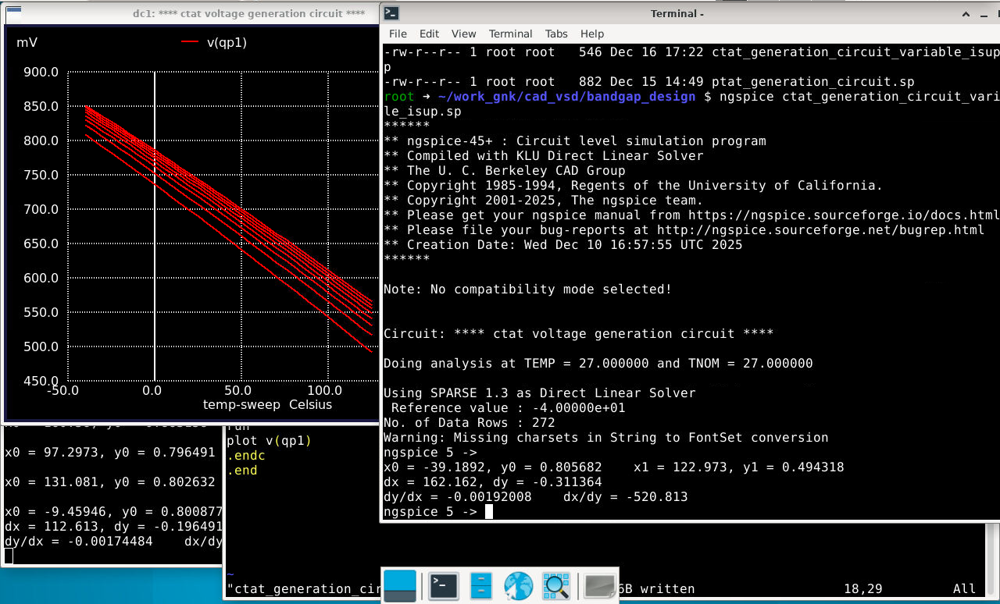 dc1: **** ctat voltage generation circuit ****
mV
v(qp1)
900.0
850.0
800.0
750.0
700.0
650.0
600.0
550.0
500.0
450.0
-50.0 0.0 50.0 100.0
temp-sweep Celsius
Terminal -
File Edit View Terminal Tabs Help
-rw-r--r-- 1 root root 546 Dec 16 17:22 ctat_generation_circuit_variable_isup
p
-rw-r--r-- 1 root root 882 Dec 15 14:49 ptat_generation_circuit.sp
root ➜ ~/work_gnk/cad_vsd/bandgap_design $ ngspice ctat_generation_circuit_vari
le_isup.sp
******
** ngspice-45+ : Circuit level simulation program
** Compiled with KLU Direct Linear Solver
** The U. C. Berkeley CAD Group
** Copyright 1985-1994, Regents of the University of California.
** Copyright 2001-2025, The ngspice team.
** Please get your ngspice manual from https://ngspice.sourceforge.io/docs.html
** Please file your bug-reports at http://ngspice.sourceforge.net/bugrep.html
** Creation Date: Wed Dec 10 16:57:55 UTC 2025
******
Note: No compatibility mode selected!
Circuit: **** ctat voltage generation circuit ****
Doing analysis at TEMP = 27.000000 and TNOM = 27.000000
Using SPARSE 1.3 as Direct Linear Solver
Reference value : -4.00000e+01
No. of Data Rows : 272
Warning: Missing charsets in String to FontSet conversion
ngspice 5 ->
x0 = -39.1892, y0 = 0.805682 x1 = 122.973, y1 = 0.494318
dx = 162.162, dy = -0.311364
dy/dx = -0.00192008 dx/dy = -520.813
ngspice 5 ->
x0 = 97.2973, y0 = 0.796491
x0 = 131.081, y0 = 0.802632
x0 = -9.45946, y0 = 0.800877
dx = 112.613, dy = -0.196491
dy/dx = -0.00174484 dx/dy
run
plot v(qp1)
.endc
.end
~
"ctat_generation_cir 6B written 18,29 All